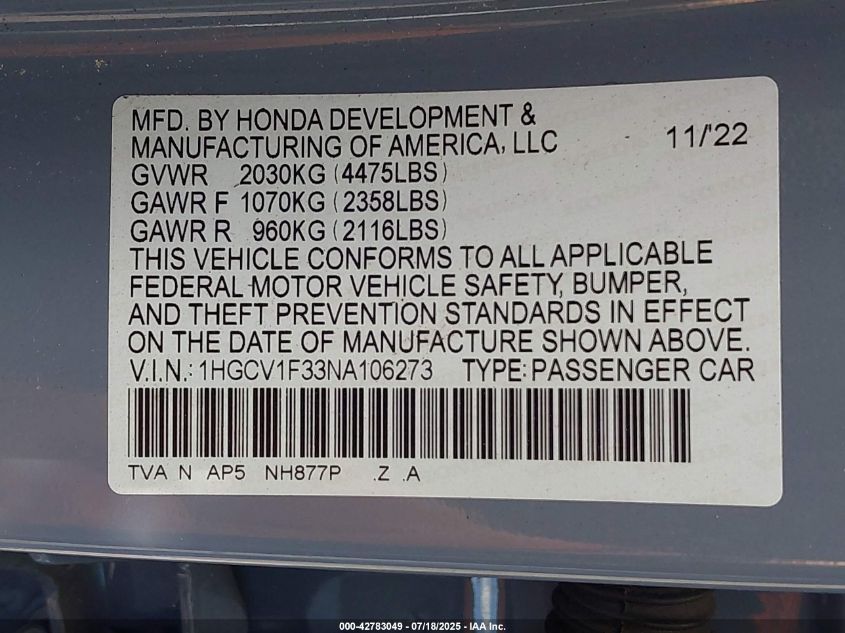 MFD. BY HONDA DEVELOPMENT &
MANUFACTURING OF AMERICA, LLC 11/'22
GVWR 2030KG (4475LBS)
GAWR F 1070KG (2358LBS)
GAWR R 960KG (2116LBS)
THIS VEHICLE CONFORMS TO ALL APPLICABLE
FEDERAL MOTOR VEHICLE SAFETY, BUMPER,
AND THEFT PREVENTION STANDARDS IN EFFECT
ON THE DATE OF MANUFACTURE SHOWN ABOVE.
V.I.N.: 1HGCV1F33NA106273 TYPE: PASSENGER CAR
TVA N AP5 NH877P .Z .A
000-42783049 - 07/18/2025 - IAA Inc.